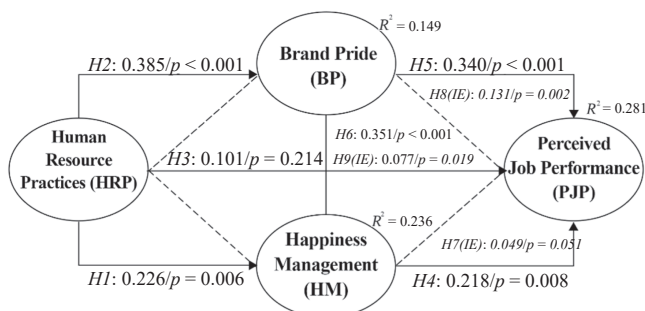 R² = 0.149
Brand Pride
(BP)
H2: 0.385/p < 0.001
H5: 0.340/p < 0.001
H8(IE): 0.131/p = 0.002
R² = 0.281
Human
Resource
Practices (HRP)
H6: 0.351/p < 0.001
H3: 0.101/p = 0.214
H9(IE): 0.077/p = 0.019
Perceived
Job Performance
(PJP)
R² = 0.236
Happiness
Management
(HM)
H7(IE): 0.049/p = 0.051
H1: 0.226/p = 0.006
H4: 0.218/p = 0.008